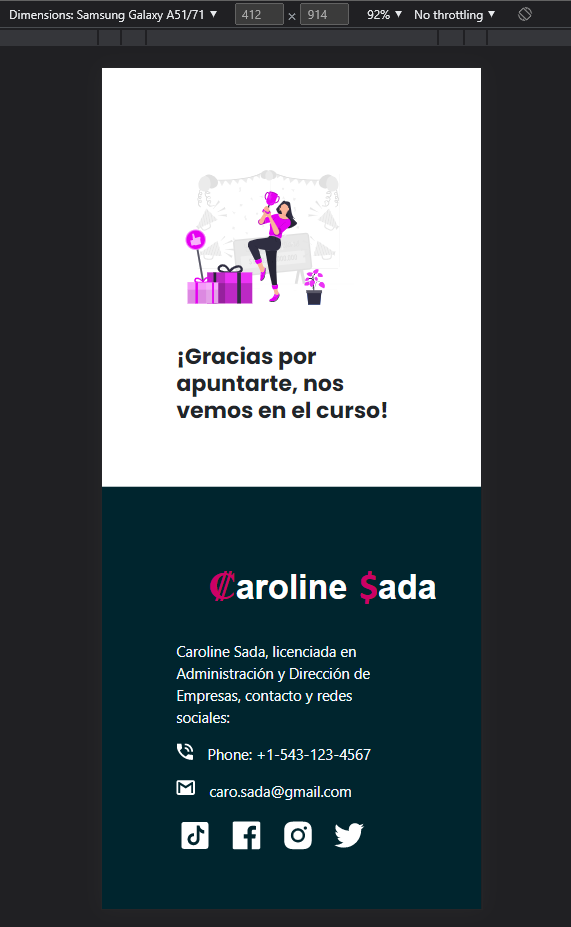 Dimensions: Samsung Galaxy A51/71 ▼ 412 × 914 92% ▼ No throttling ▼
¡Gracias por
apuntarte, nos
vemos en el curso!
₡aroline $ada
Caroline Sada, licenciada en
Administración y Dirección de
Empresas, contacto y redes
sociales:
Phone: +1-543-123-4567
caro.sada@gmail.com